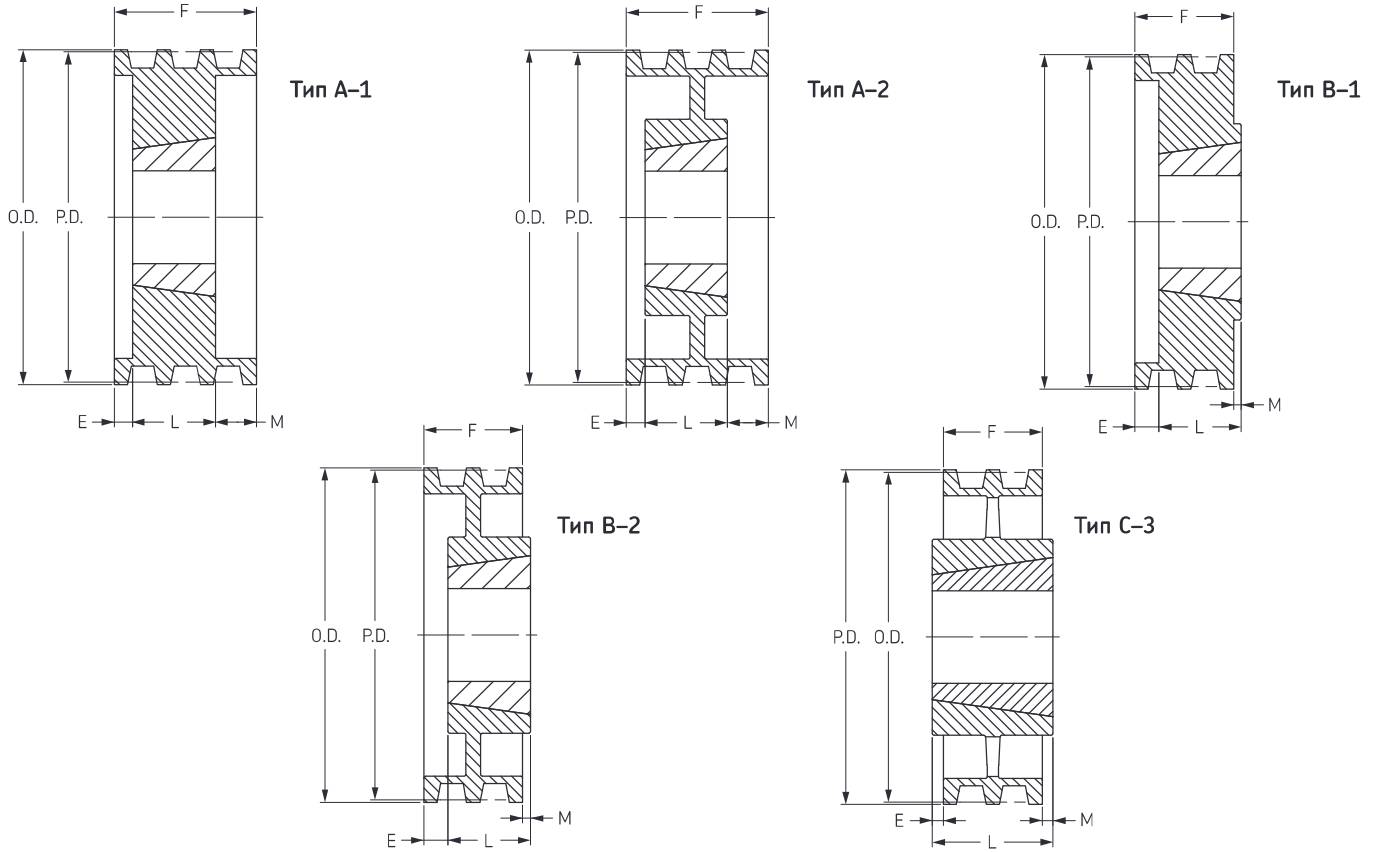 F
F
F
Тип A–1
Тип A–2
Тип B–1
O.D. P.D.
O.D. P.D.
O.D. P.D.
E L M
E L M
E L M
F
F
Тип B–2
Тип C–3
O.D. P.D.
P.D. O.D.
E L M
E L M